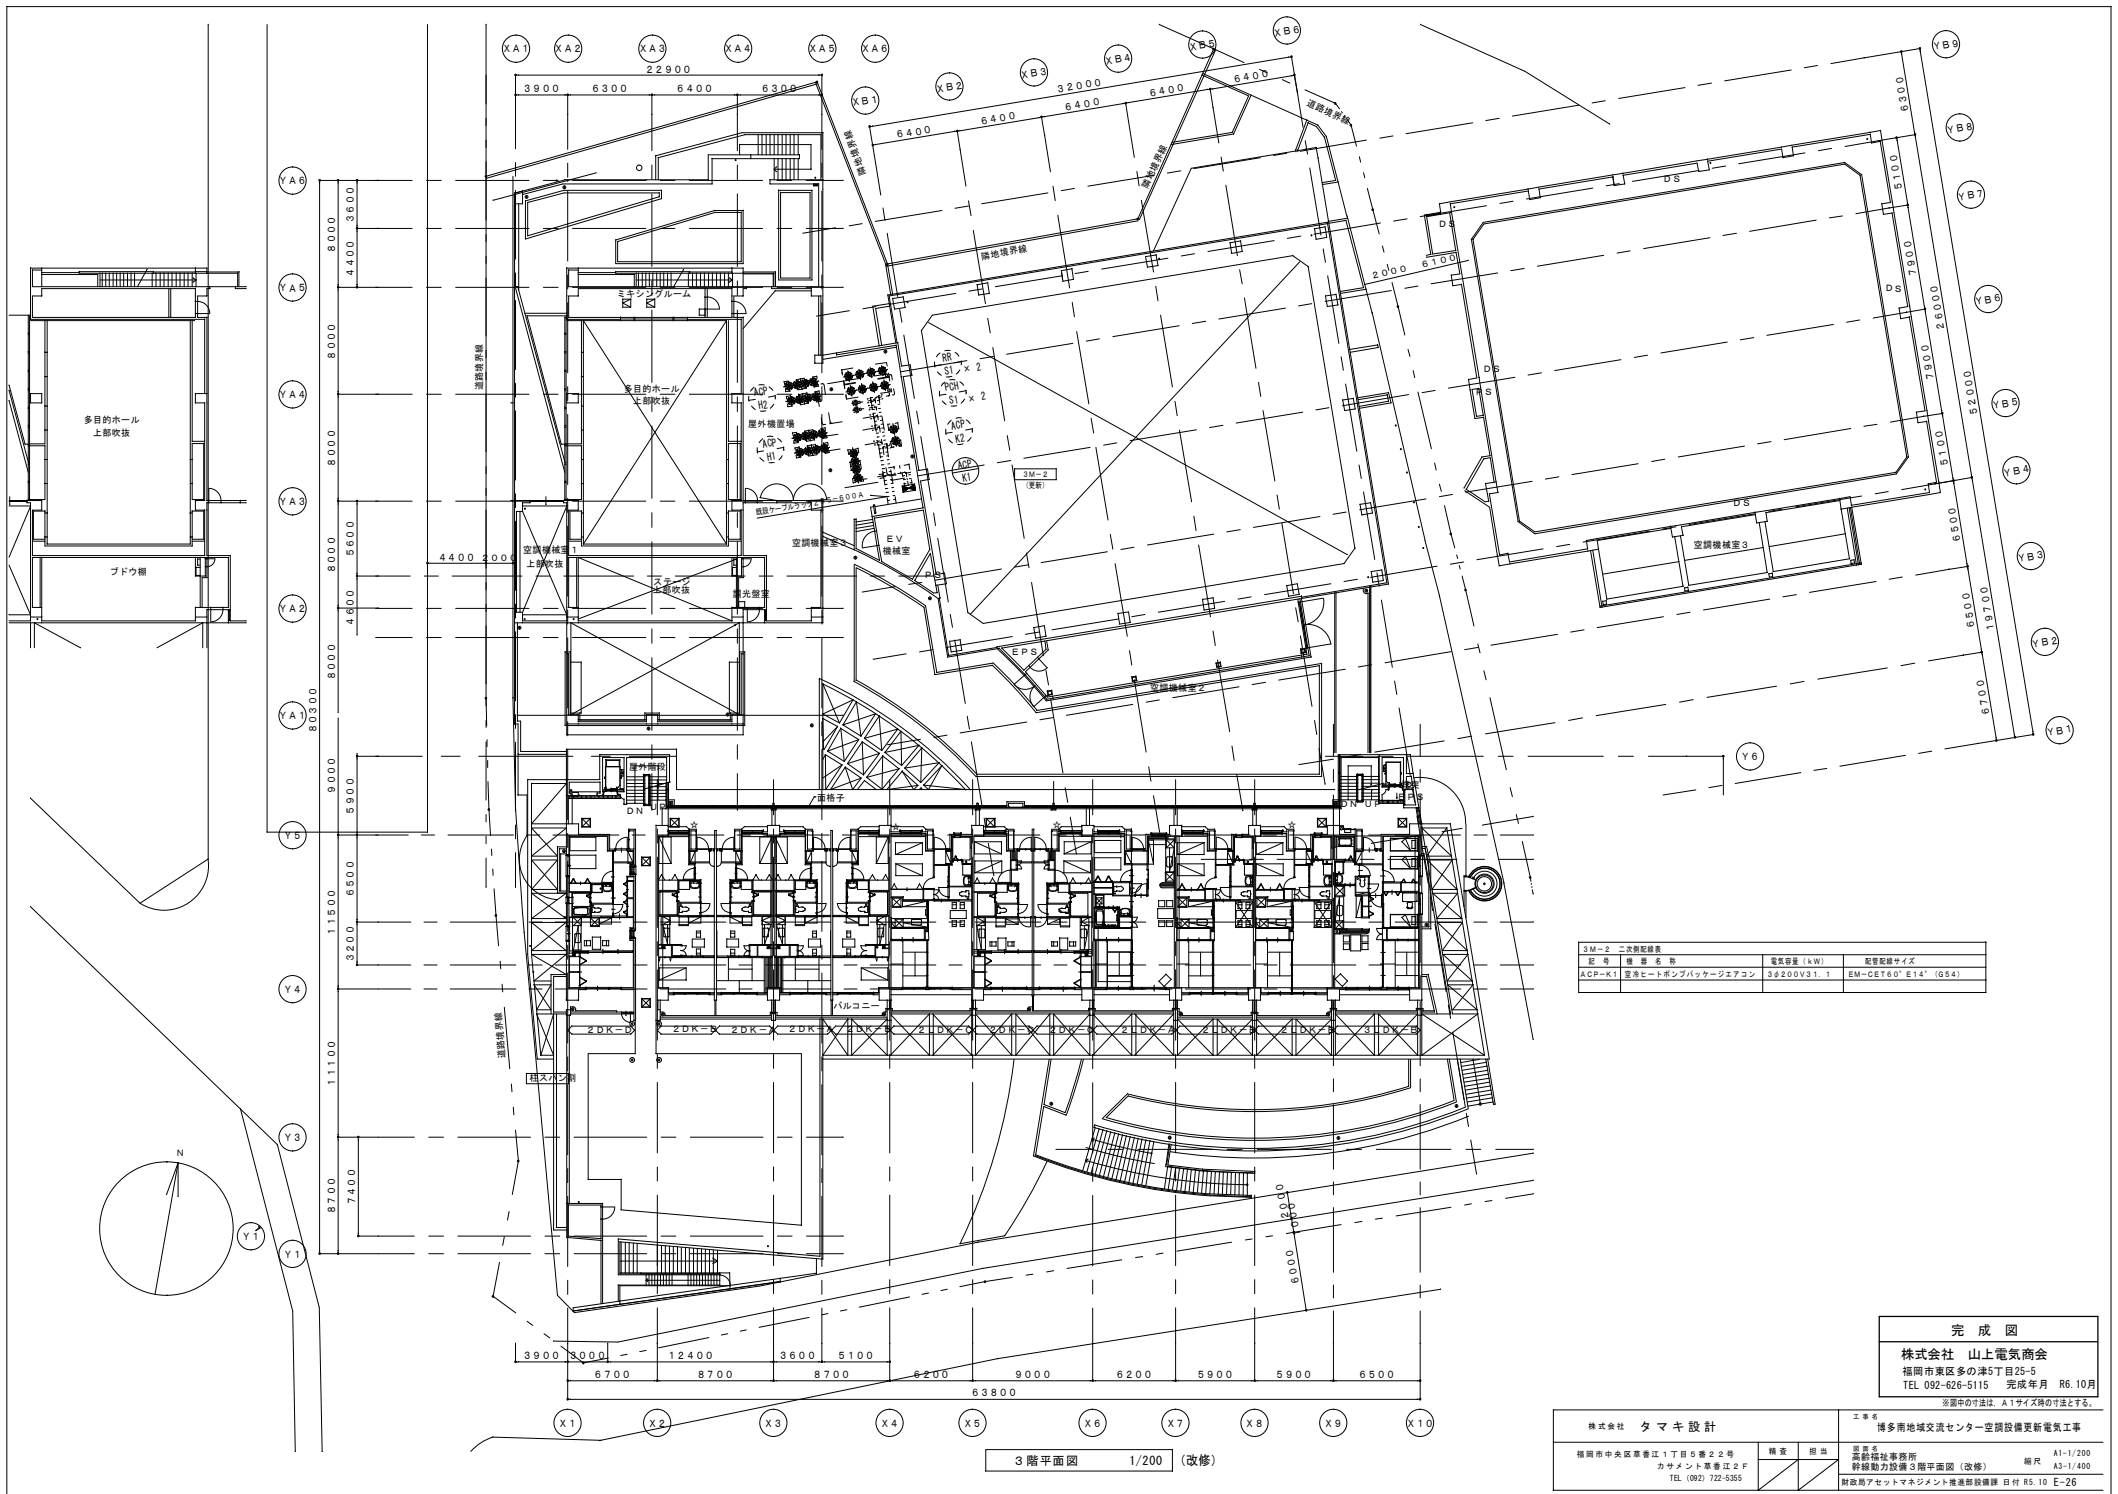 XA1 XA2 XA3 XA4 XA5 XA6
22900
3900 6300 6400 6300
XB1 XB2 XB3 XB4 XB5 XB6
32000
6400 6400 6400 6400 6400
YB9
YB8
YB7
YB6
YB5
YB4
YB3
YB2
YB1
6300
5100
7900
26000
7900
52000
5100
6500
6500
19700
6700
2000 6100
YA6
YA5
YA4
YA3
YA2
YA1
Y5
Y4
Y3
Y1
Y1
Y6
8000
3600
4400
8000
8000
8000
5600
4600
8000
80300
9000
5900
11500
6500
3200
11100
8700
7400
4400 2000
隣地境界線
隣地境界線
隣地境界線
道路境界線
道路境界線
道路境界線
ミキシングルーム
多目的ホール
上部吹抜
多目的ホール
上部吹抜
ブドウ棚
空調機械室1
上部吹抜
ステージ
上部吹抜
調光盤室
空調機械室3
EV
機械室
PS
EPS
空調機械室2
空調機械室3
DS
DS
DS
DS
PS
DS
屋外機置場
ACP
H2
ACP
H1
RR
S1 × 2
PCH
S1 × 2
ACP
K2
ACP
K1
3M-2
(更新)
屋外階段
DN UP
面格子
DN UP
EPS
バルコニー
2DK-D 2DK-B 2DK-A 2DK-A 2DK-B 2LDK-C 2DK-C 2DK-C 2LDK-A 2LDK-B 2LDK-B 3LDK-B
柱スパン割
N
2000
6000
3900 3000 12400 3600 5100
6700 8700 8700 6200 9000 6200 5900 5900 6500
63800
X1 X2 X3 X4 X5 X6 X7 X8 X9 X10
3階平面図 1/200 (改修)
3M-2 二次側配線表
記 号 機 器 名 称 電気容量(kW) 配管配線サイズ
ACP-K1 空冷ヒートポンプパッケージエアコン 3φ200V31.1 EM-CET60° E14° (G54)
完 成 図
株式会社 山上電気商会
福岡市東区多の津5丁目25-5
TEL 092-626-5115 完成年月 R6.10月
※図中の寸法は、A1サイズ時の寸法とする。
株式会社 タマキ設計
福岡市中央区草香江1丁目5番22号
カサメント草香江2F
TEL (092) 722-5355
精査 担当
工事名
博多南地域交流センター空調設備更新電気工事
図面名
高齢福祉事務所
幹線動力設備3階平面図(改修)
縮尺 A1-1/200
A3-1/400
財政局アセットマネジメント推進部設備課 日付 R5.10 E-26